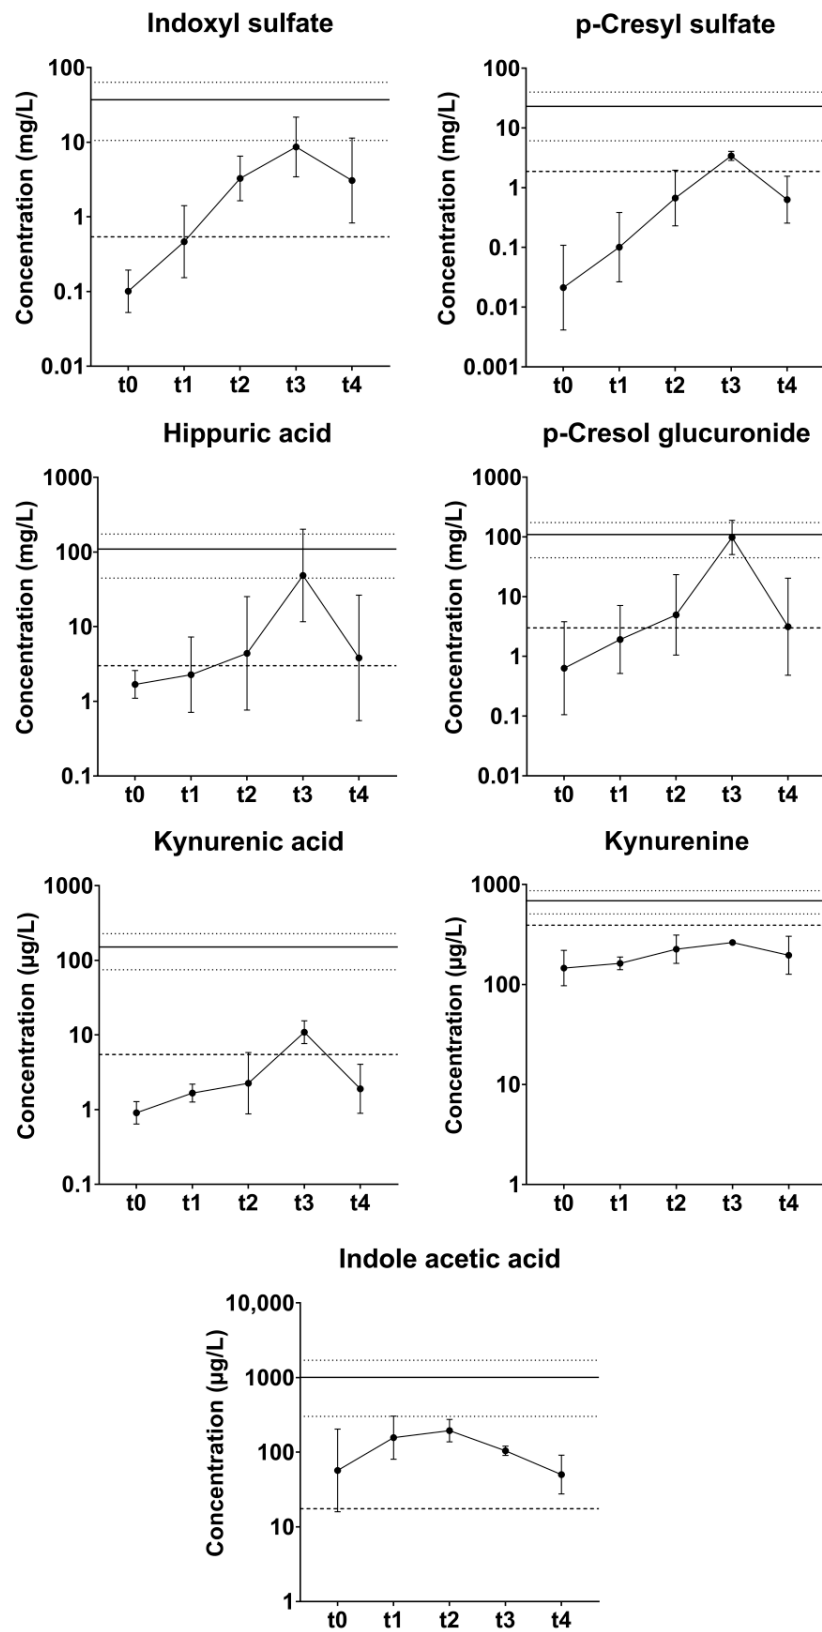 Indoxyl sulfate
Concentration (mg/L)
100
10
1
0.1
0.01
t0 t1 t2 t3 t4
p-Cresyl sulfate
Concentration (mg/L)
100
10
1
0.1
0.01
0.001
t0 t1 t2 t3 t4
Hippuric acid
Concentration (mg/L)
1000
100
10
1
0.1
t0 t1 t2 t3 t4
p-Cresol glucuronide
Concentration (mg/L)
1000
100
10
1
0.1
0.01
t0 t1 t2 t3 t4
Kynurenic acid
Concentration (µg/L)
1000
100
10
1
0.1
t0 t1 t2 t3 t4
Kynurenine
Concentration (µg/L)
1000
100
10
1
t0 t1 t2 t3 t4
Indole acetic acid
Concentration (µg/L)
10,000
1000
100
10
1
t0 t1 t2 t3 t4